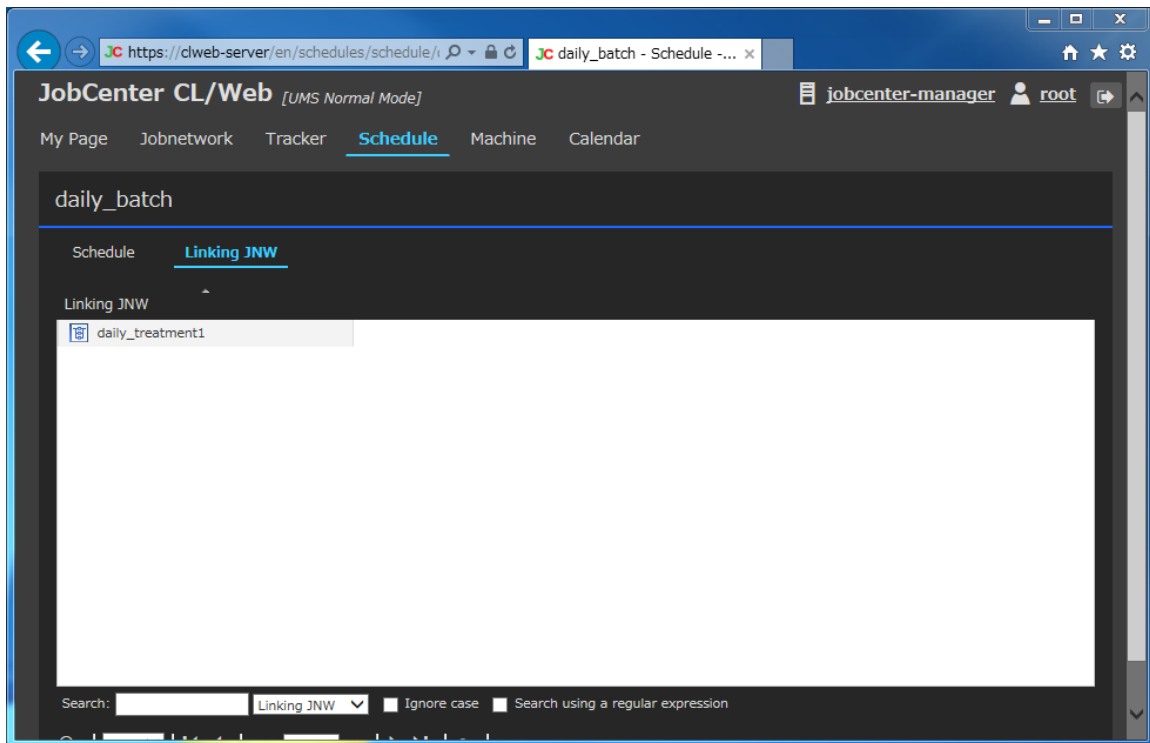 JC https://clweb-server/en/schedules/schedule/
JC daily_batch - Schedule -...
JobCenter CL/Web [UMS Normal Mode]
jobcenter-manager root
My Page Jobnetwork Tracker Schedule Machine Calendar
daily_batch
Schedule Linking JNW
Linking JNW
daily_treatment1
Search: Linking JNW Ignore case Search using a regular expression